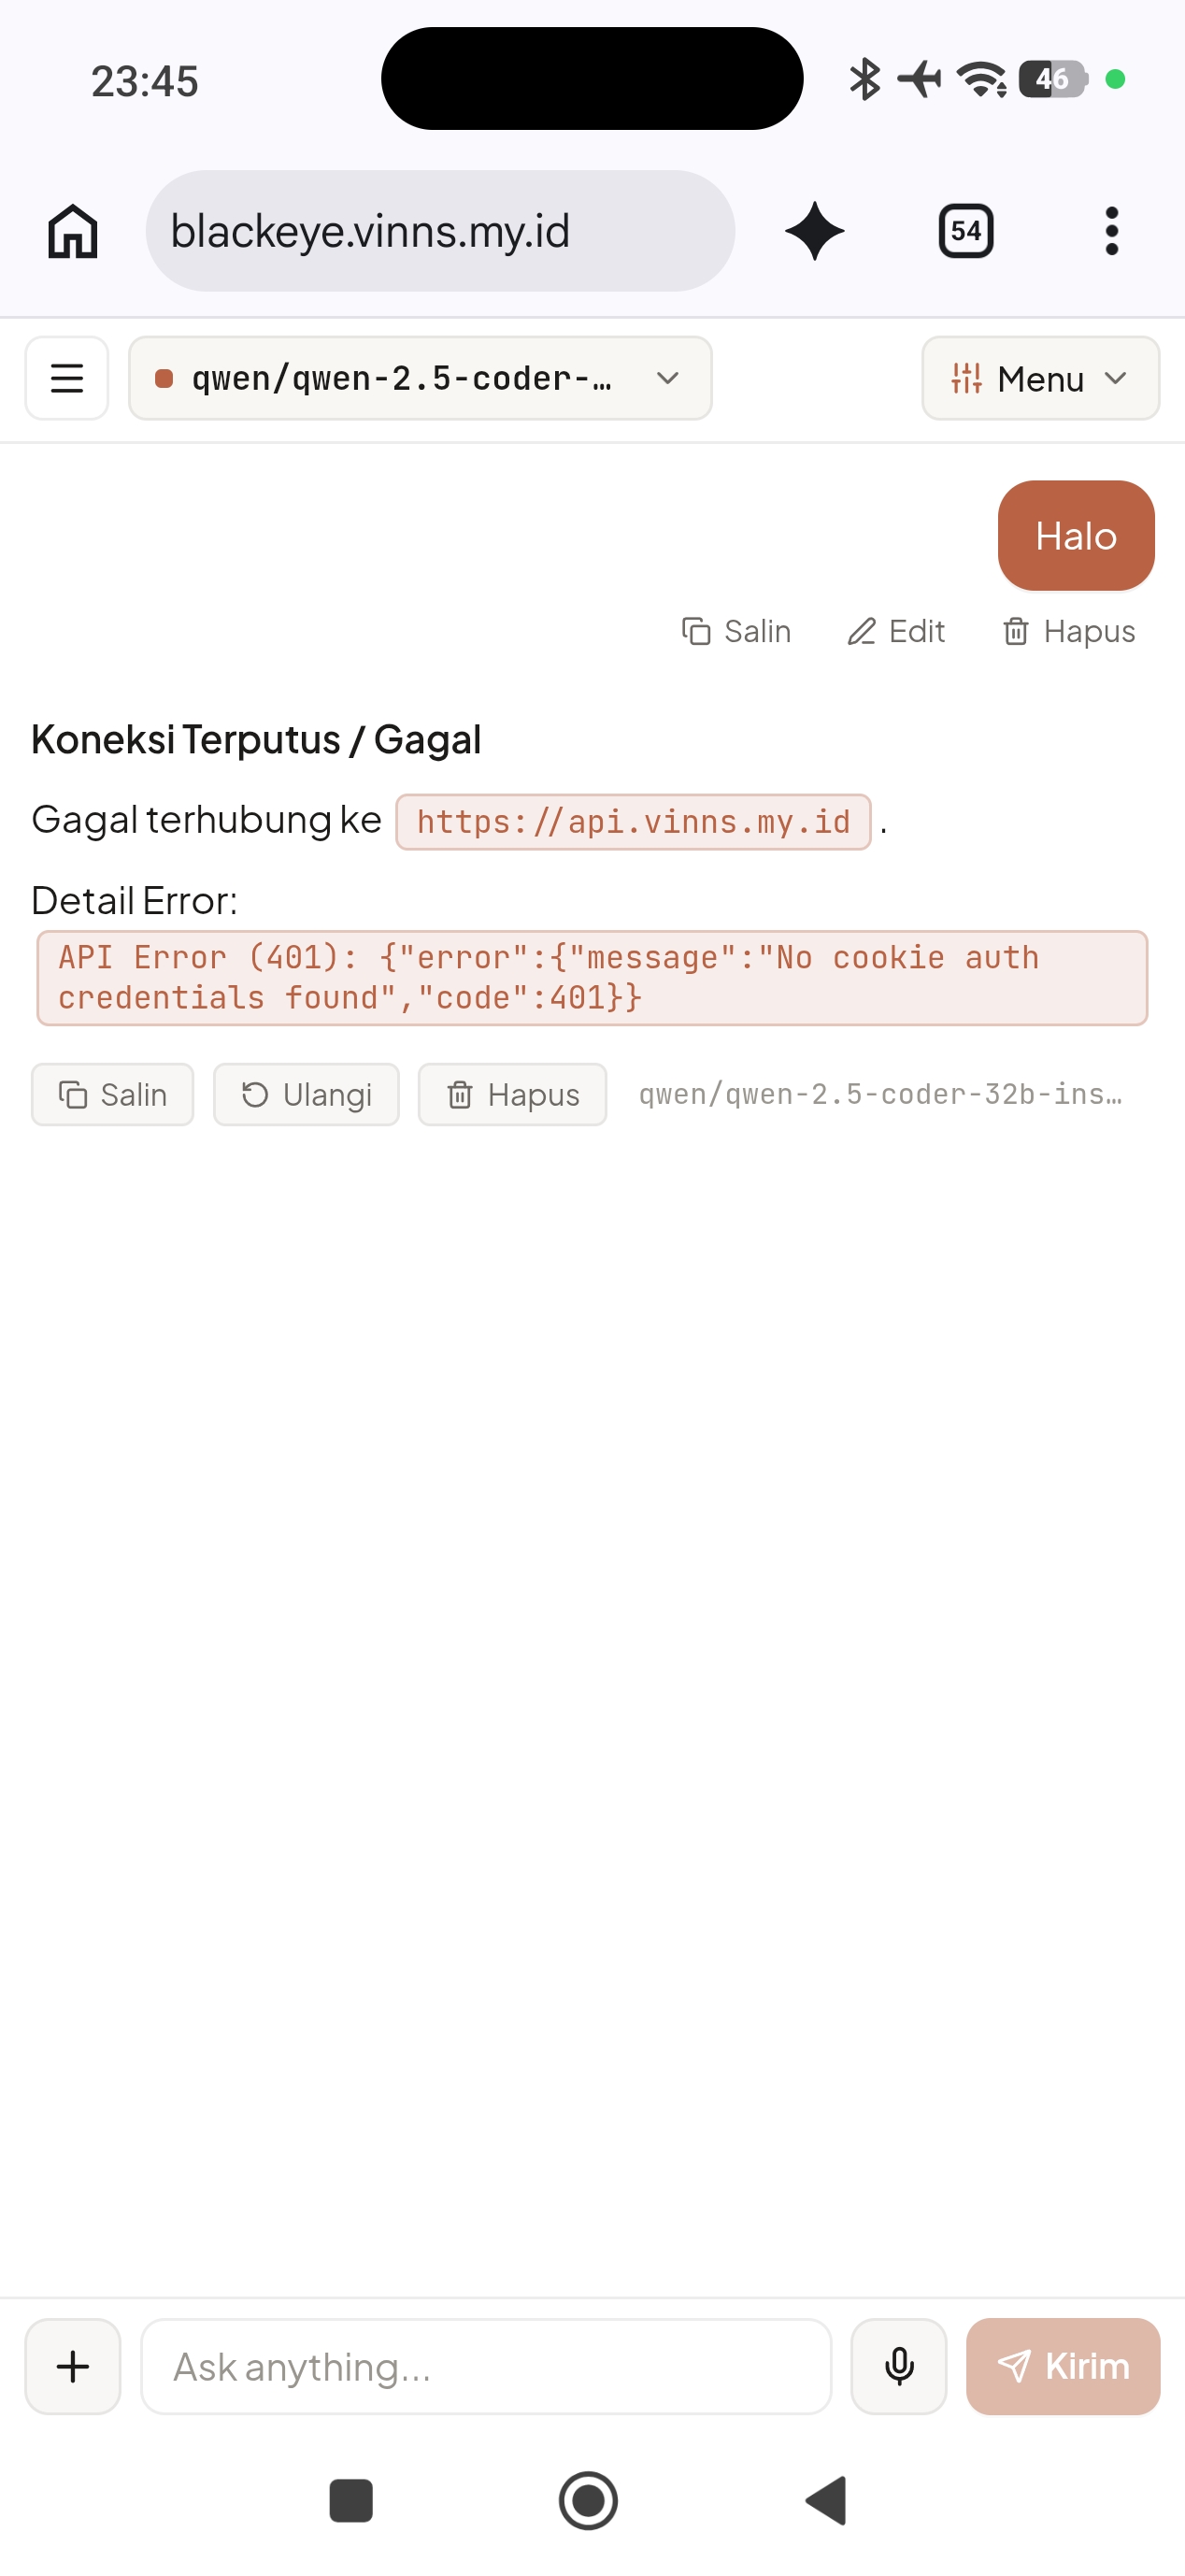 23:45
46
blackeye.vinns.my.id
54
qwen/qwen-2.5-coder-…
Menu
Halo
Salin
Edit
Hapus
Koneksi Terputus / Gagal
Gagal terhubung ke https://api.vinns.my.id .
Detail Error:
API Error (401): {"error":{"message":"No cookie auth
credentials found","code":401}}
Salin
Ulangi
Hapus
qwen/qwen-2.5-coder-32b-ins…
Ask anything...
Kirim